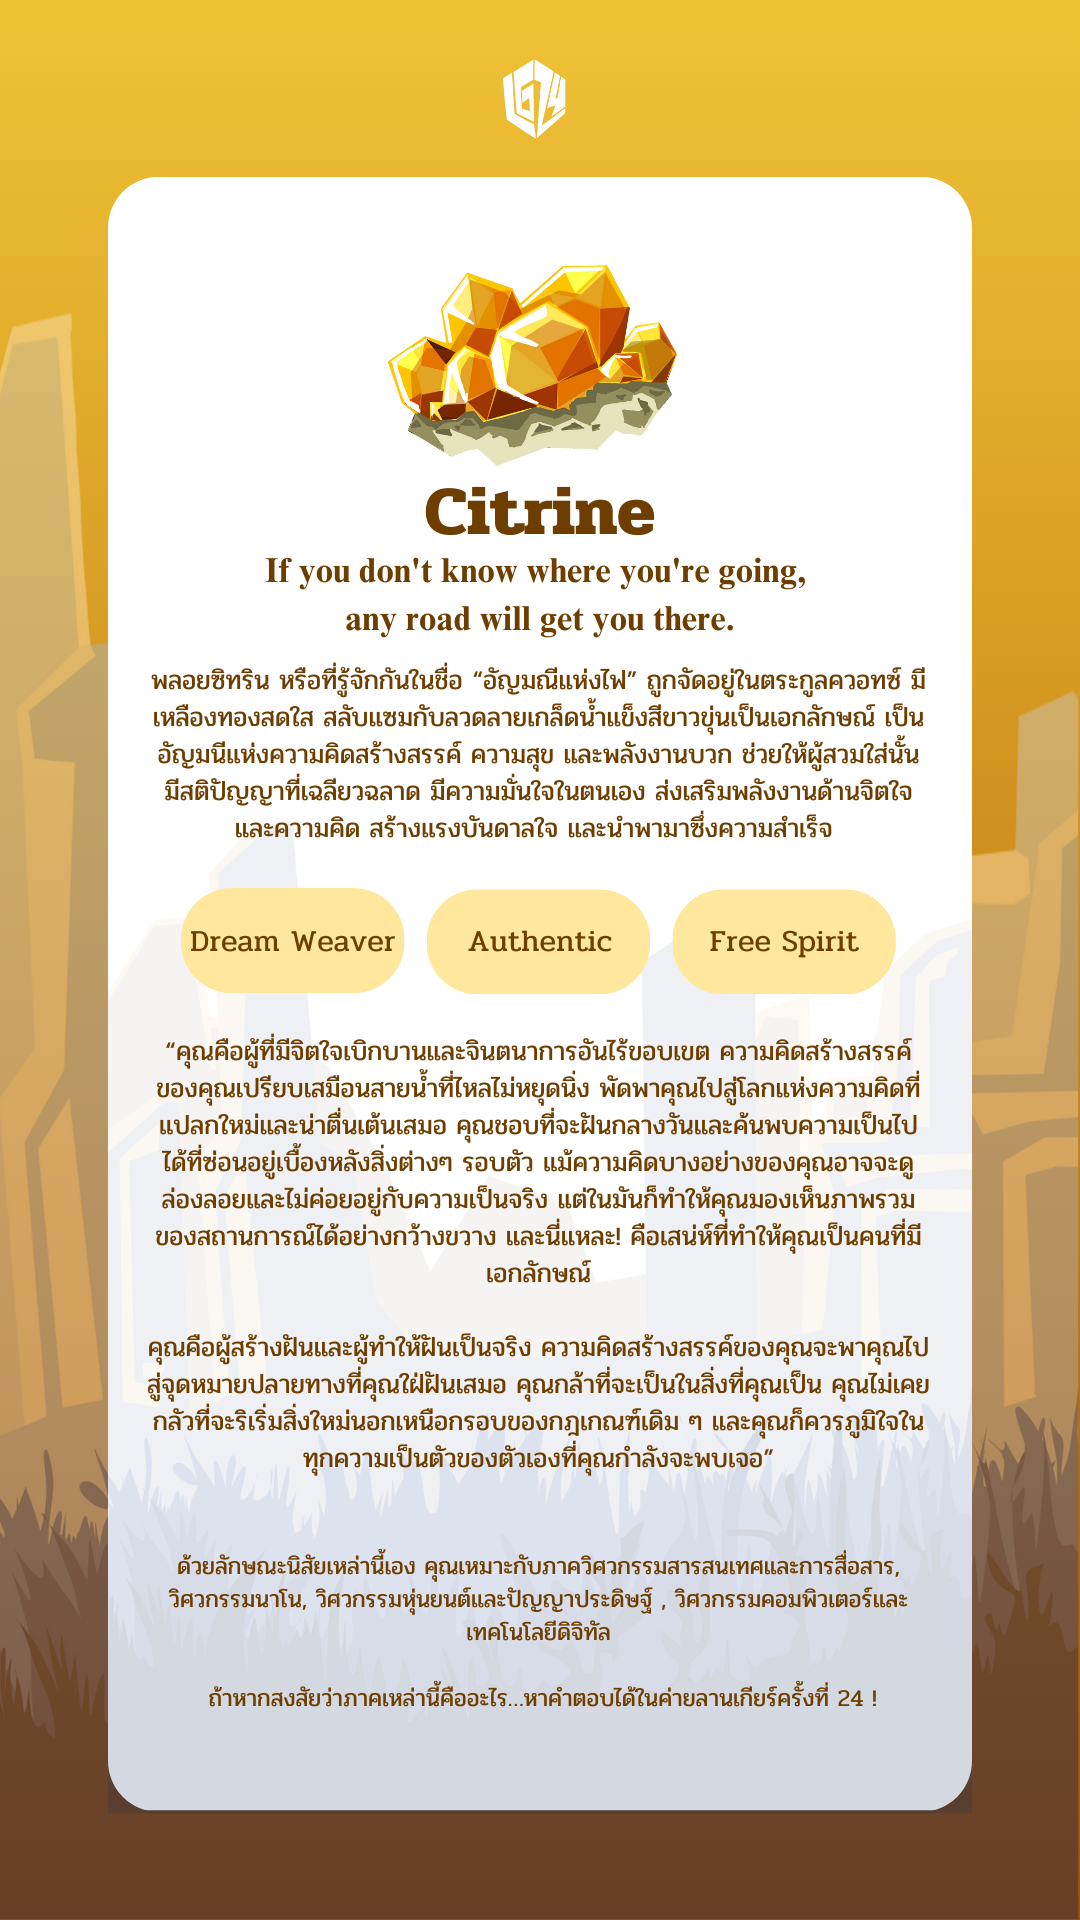 G24
Citrine
If you don't know where you're going,
any road will get you there.
พลอยซิทริน หรือที่รู้จักกันในชื่อ “อัญมณีแห่งไฟ” ถูกจัดอยู่ในตระกูลควอทซ์ มี
เหลืองทองสดใส สลับแซมกับลวดลายเกล็ดน้ำแข็งสีขาวขุ่นเป็นเอกลักษณ์ เป็น
อัญมนีแห่งความคิดสร้างสรรค์ ความสุข และพลังงานบวก ช่วยให้ผู้สวมใส่นั้น
มีสติปัญญาที่เฉลียวฉลาด มีความมั่นใจในตนเอง ส่งเสริมพลังงานด้านจิตใจ
และความคิด สร้างแรงบันดาลใจ และนำพามาซึ่งความสำเร็จ
Dream Weaver
Authentic
Free Spirit
“คุณคือผู้ที่มีจิตใจเบิกบานและจินตนาการอันไร้ขอบเขต ความคิดสร้างสรรค์
ของคุณเปรียบเสมือนสายน้ำที่ไหลไม่หยุดนิ่ง พัดพาคุณไปสู่โลกแห่งความคิดที่
แปลกใหม่และน่าตื่นเต้นเสมอ คุณชอบที่จะฝันกลางวันและค้นพบความเป็นไป
ได้ที่ซ่อนอยู่เบื้องหลังสิ่งต่างๆ รอบตัว แม้ความคิดบางอย่างของคุณอาจจะดู
ล่องลอยและไม่ค่อยอยู่กับความเป็นจริง แต่ในมันก็ทำให้คุณมองเห็นภาพรวม
ของสถานการณ์ได้อย่างกว้างขวาง และนี่แหละ! คือเสน่ห์ที่ทำให้คุณเป็นคนที่มี
เอกลักษณ์
คุณคือผู้สร้างฝันและผู้ทำให้ฝันเป็นจริง ความคิดสร้างสรรค์ของคุณจะพาคุณไป
สู่จุดหมายปลายทางที่คุณใฝ่ฝันเสมอ คุณกล้าที่จะเป็นในสิ่งที่คุณเป็น คุณไม่เคย
กลัวที่จะริเริ่มสิ่งใหม่นอกเหนือกรอบของกฎเกณฑ์เดิม ๆ และคุณก็ควรภูมิใจใน
ทุกความเป็นตัวของตัวเองที่คุณกำลังจะพบเจอ”
ด้วยลักษณะนิสัยเหล่านี้เอง คุณเหมาะกับภาควิศวกรรมสารสนเทศและการสื่อสาร,
วิศวกรรมนาโน, วิศวกรรมหุ่นยนต์และปัญญาประดิษฐ์ , วิศวกรรมคอมพิวเตอร์และ
เทคโนโลยีดิจิทัล
ถ้าหากสงสัยว่าภาคเหล่านี้คืออะไร...หาคำตอบได้ในค่ายลานเกียร์ครั้งที่ 24 !